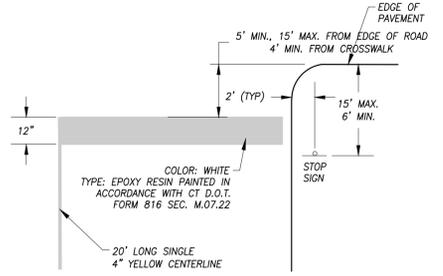 EDGE OF
PAVEMENT
5' MIN., 15' MAX. FROM EDGE OF ROAD
4' MIN. FROM CROSSWALK
2' (TYP)
15' MAX.
6' MIN.
12"
STOP
SIGN
COLOR: WHITE
TYPE: EPOXY RESIN PAINTED IN
ACCORDANCE WITH CT D.O.T.
FORM 816 SEC. M.07.22
20' LONG SINGLE
4" YELLOW CENTERLINE